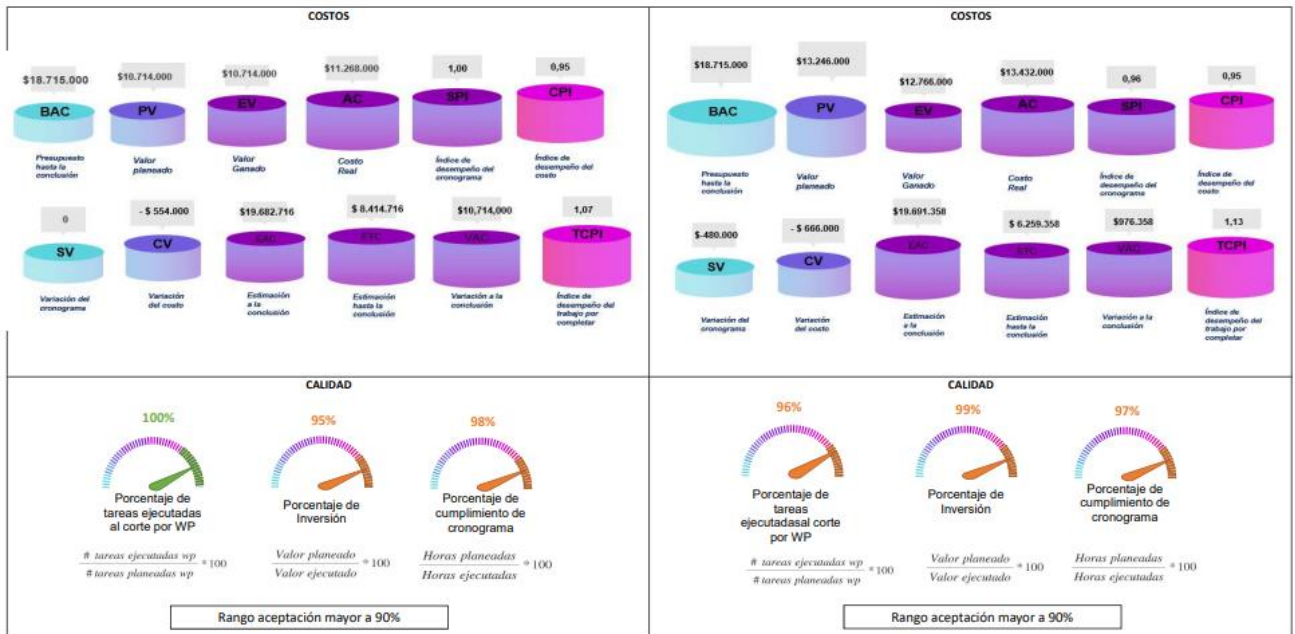 COSTOS
$18.715.000
$10.714.000
$10.714.000
$11.268.000
1,00
0,95
BAC
PV
EV
AC
SPI
CPI
Presupuesto
hasta la
conclusión
Valor
planeado
Valor
Ganado
Costo
Real
Índice de
desempeño del
cronograma
Índice de
desempeño del
costo
0
- $ 554.000
$19.682.716
$ 8.414.716
$10,714,000
1,07
SV
CV
EAC
ETC
VAC
TCPI
Variación del
cronograma
Variación
del costo
Estimación
a la
conclusión
Estimación
hasta la
conclusión
Variación a la
conclusión
Índice de
desempeño del
trabajo por
completar
COSTOS
$18.715.000
$13.246.000
$12.766.000
$13.432.000
0,96
0,95
BAC
PV
EV
AC
SPI
CPI
Presupuesto
hasta la
conclusión
Valor
planeado
Valor
Ganado
Costo
Real
Índice de
desempeño del
cronograma
Índice de
desempeño del
costo
$-480.000
- $ 666.000
$19.691.358
$ 6.259.358
$976.358
1,13
SV
CV
EAC
ETC
VAC
TCPI
Variación del
cronograma
Variación
del costo
Estimación
a la
conclusión
Estimación
hasta la
conclusión
Variación a la
conclusión
Índice de
desempeño del
trabajo por
completar
CALIDAD
100%
95%
98%
Porcentaje de
tareas ejecutadas
al corte por WP
Porcentaje de
Inversión
Porcentaje de
cumplimiento de
cronograma
# tareas ejecutadas wp
# tareas planeadas wp
* 100
Valor planeado
Valor ejecutado
* 100
Horas planeadas
Horas ejecutadas
* 100
Rango aceptación mayor a 90%
CALIDAD
96%
99%
97%
Porcentaje de
tareas
ejecutadasal corte
por WP
Porcentaje de
Inversión
Porcentaje de
cumplimiento de
cronograma
# tareas ejecutadas wp
# tareas planeadas wp
* 100
Valor planeado
Valor ejecutado
* 100
Horas planeadas
Horas ejecutadas
* 100
Rango aceptación mayor a 90%